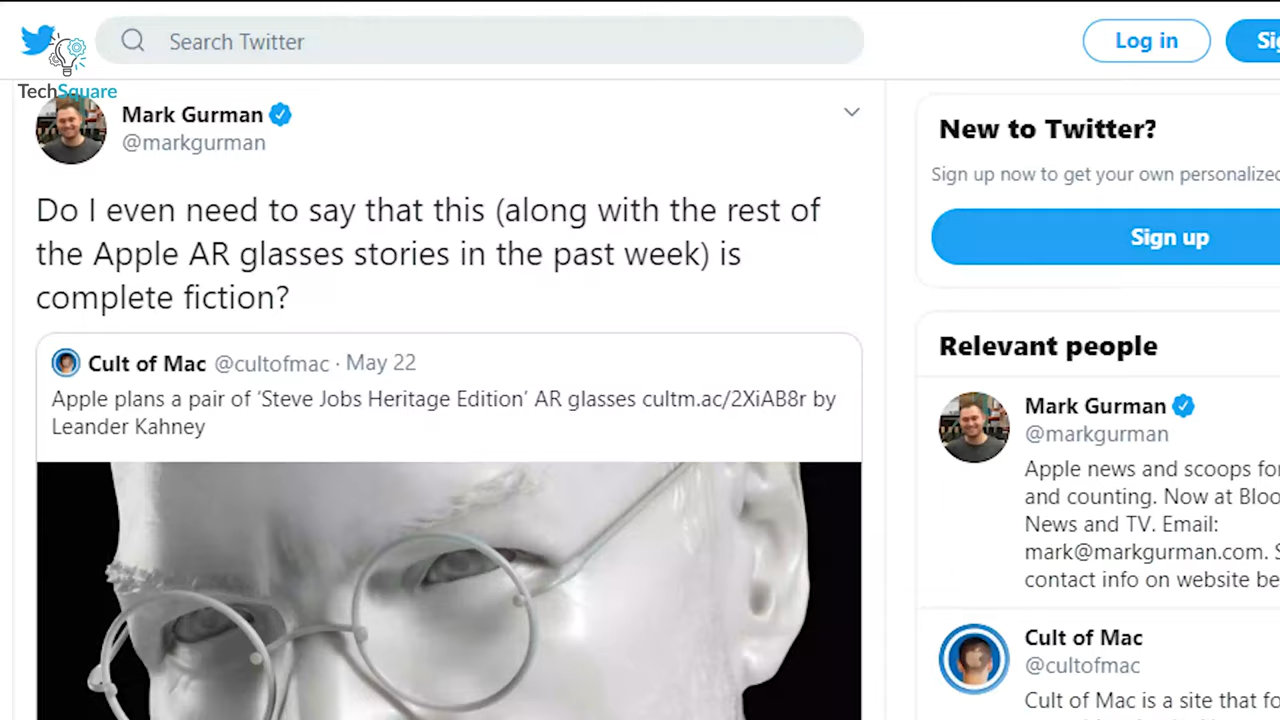 Search Twitter
Log in
TechSquare
Mark Gurman
@markgurman
Do I even need to say that this (along with the rest of
the Apple AR glasses stories in the past week) is
complete fiction?
Cult of Mac @cultofmac · May 22
Apple plans a pair of ‘Steve Jobs Heritage Edition’ AR glasses cultm.ac/2XiAB8r by
Leander Kahney
New to Twitter?
Sign up now to get your own personalized
Sign up
Relevant people
Mark Gurman
@markgurman
Apple news and scoops for
and counting. Now at Bloo
News and TV. Email:
mark@markgurman.com. S
contact info on website be
Cult of Mac
@cultofmac
Cult of Mac is a site that fo